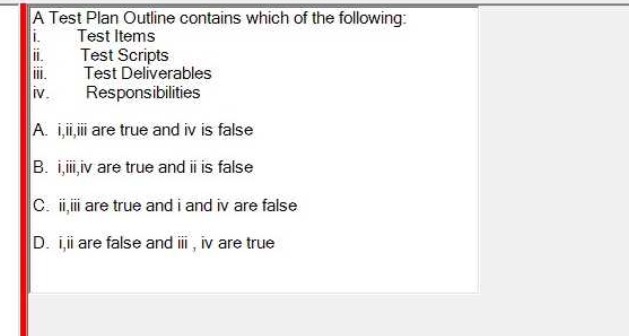 A Test Plan Outline contains which of the following:
i. Test Items
ii. Test Scripts
iii. Test Deliverables
iv. Responsibilities
A. i,ii,iii are true and iv is false
B. i,iii,iv are true and ii is false
C. ii,iii are true and i and iv are false
D. i,ii are false and iii , iv are true